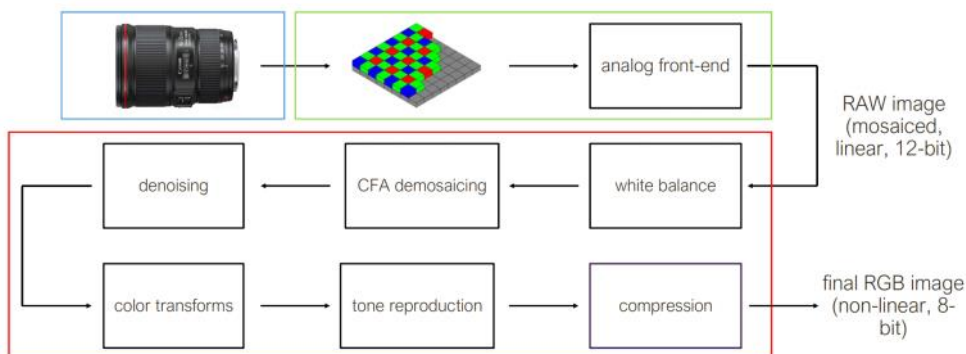 analog front-end
RAW image
(mosaiced,
linear, 12-bit)
denoising
CFA demosaicing
white balance
color transforms
tone reproduction
compression
final RGB image
(non-linear, 8-
bit)